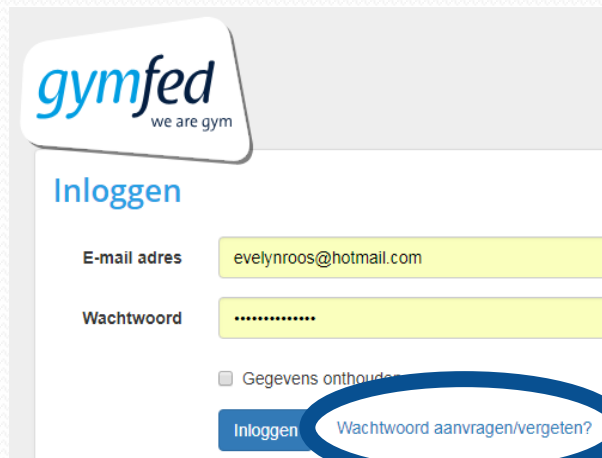 gymfed
we are gym
Inloggen
E-mail adres evelynroos@hotmail.com
Wachtwoord ••••••••••••••
Gegevens onthouden
Inloggen Wachtwoord aanvragen/vergeten?